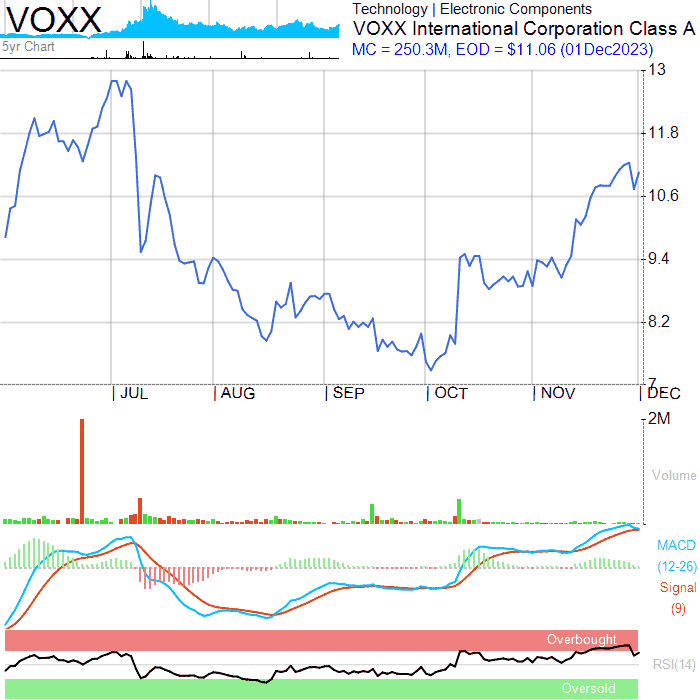 VOXX
5yr Chart
Technology | Electronic Components
VOXX International Corporation Class A
MC = 250.3M, EOD = $11.06 (01Dec2023)
13
11.8
10.6
9.4
8.2
7
JUL
AUG
SEP
OCT
NOV
DEC
2M
Volume
MACD
(12-26)
Signal
(9)
Overbought
RSI(14)
Oversold